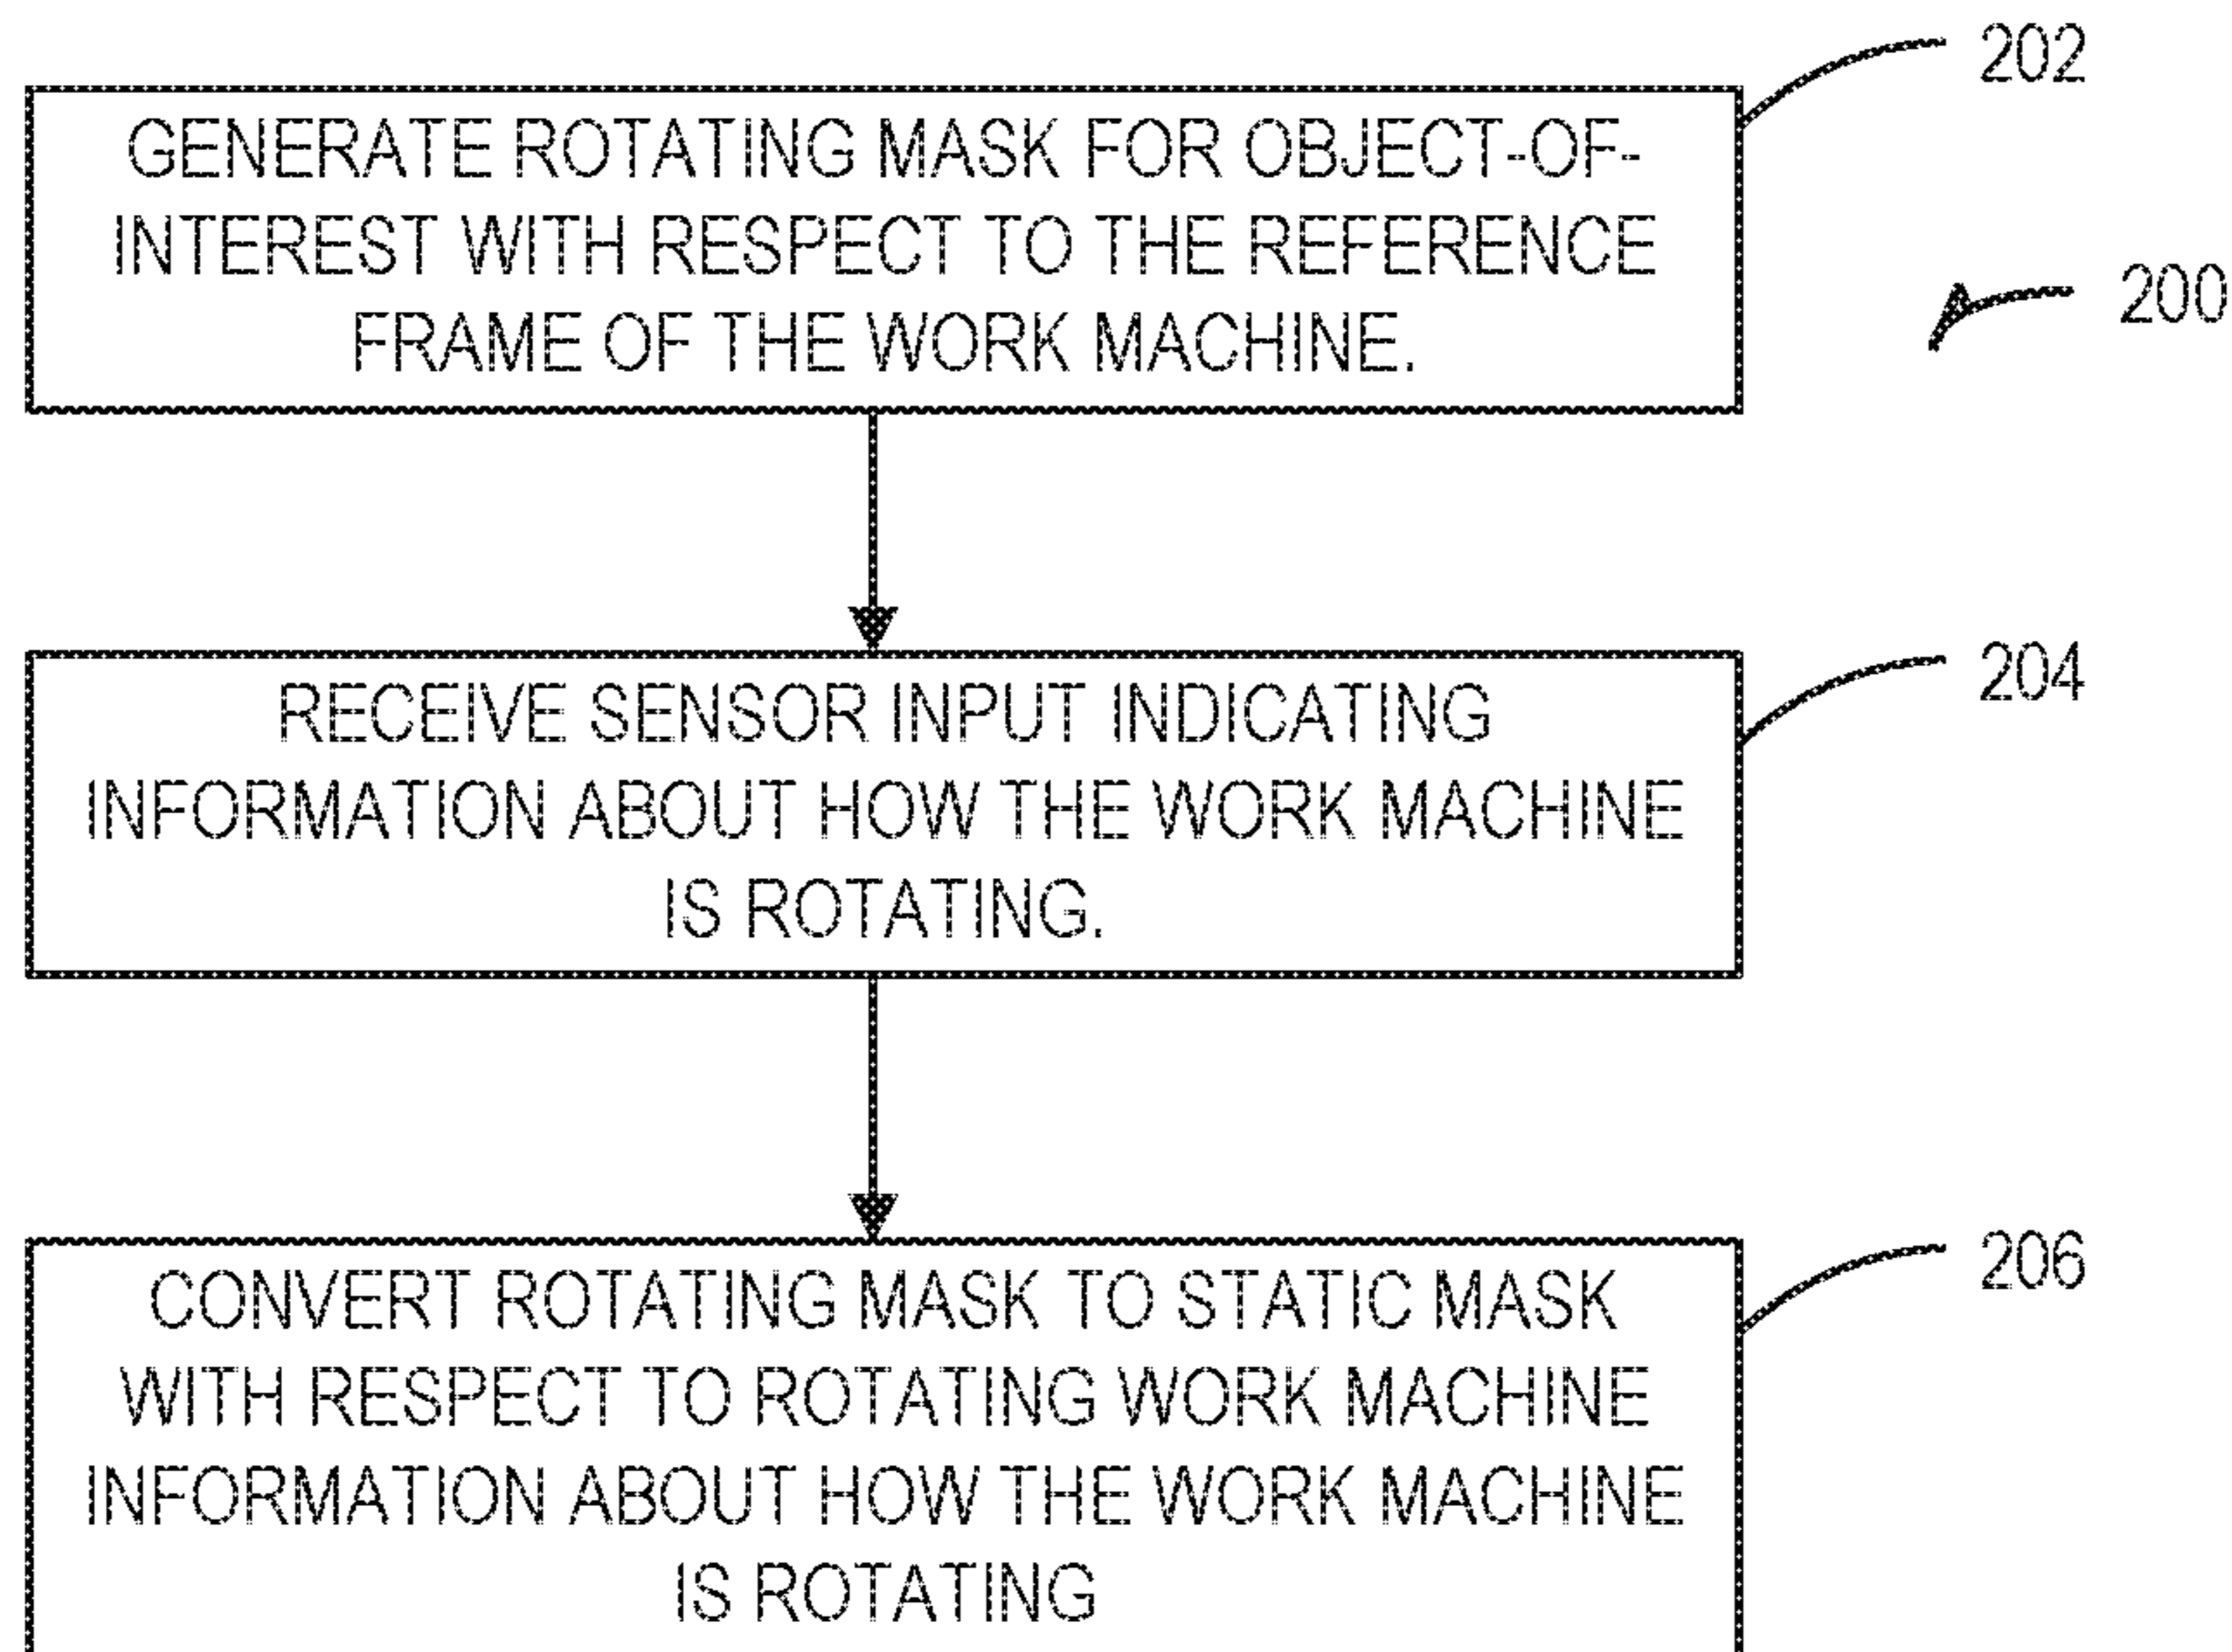 202
GENERATE ROTATING MASK FOR OBJECT-OF-
INTEREST WITH RESPECT TO THE REFERENCE
FRAME OF THE WORK MACHINE.
200
204
RECEIVE SENSOR INPUT INDICATING
INFORMATION ABOUT HOW THE WORK MACHINE
IS ROTATING.
206
CONVERT ROTATING MASK TO STATIC MASK
WITH RESPECT TO ROTATING WORK MACHINE
INFORMATION ABOUT HOW THE WORK MACHINE
IS ROTATING